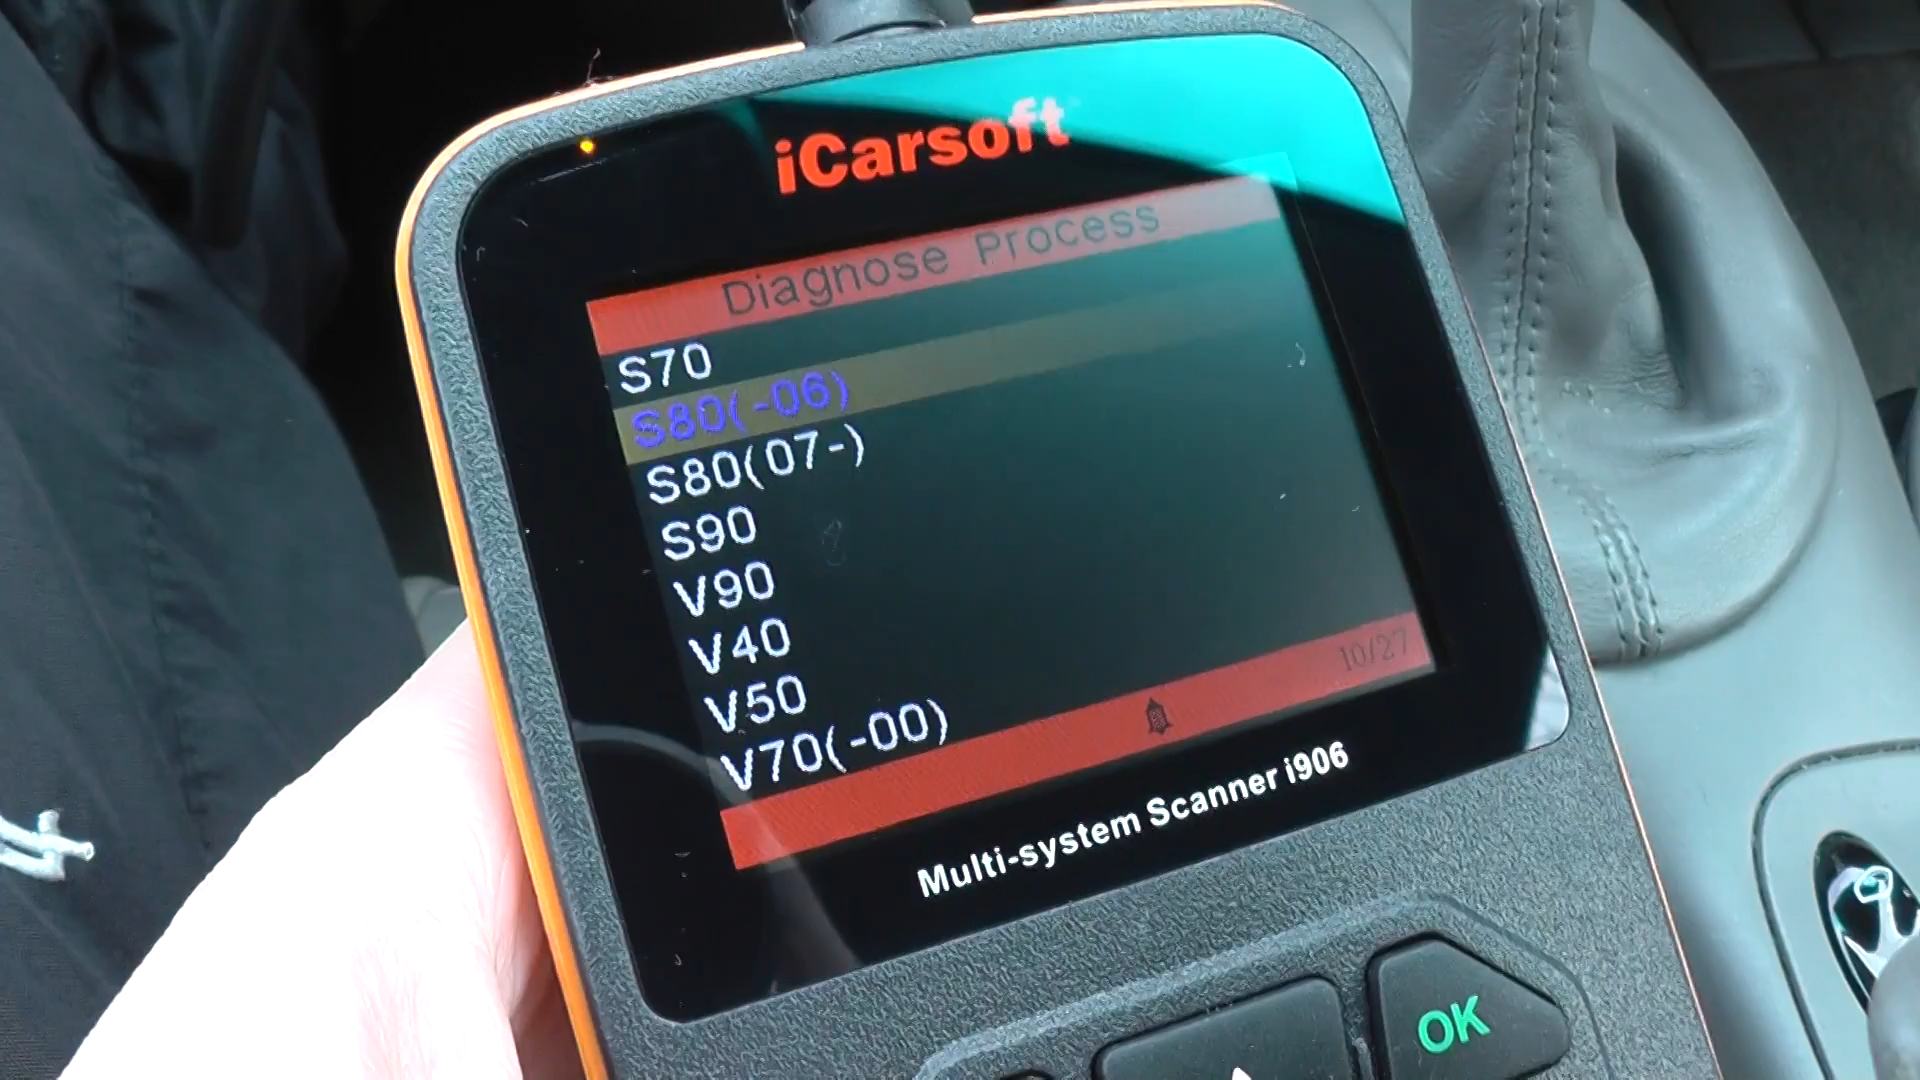 iCarsoft
Diagnose Process
S70
S80(-06)
S80(07-)
S90
V90
V40
V50
V70(-00)
10/27
Multi-system Scanner i906
OK